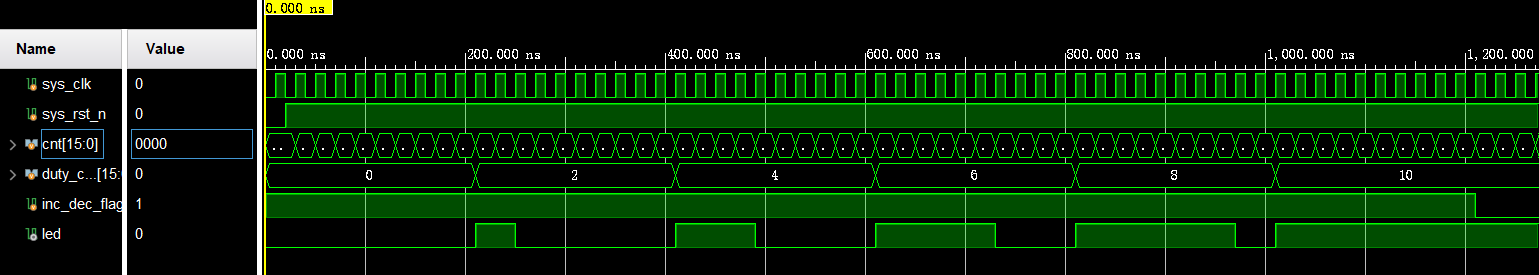 0.000 ns
Name Value
0.000 ns 200.000 ns 400.000 ns 600.000 ns 800.000 ns 1,000.000 ns 1,200.000
sys_clk 0
sys_rst_n 0
cnt[15:0] 0000
duty_c...[15: 0 0 2 4 6 8 10
inc_dec_flag 1
led 0